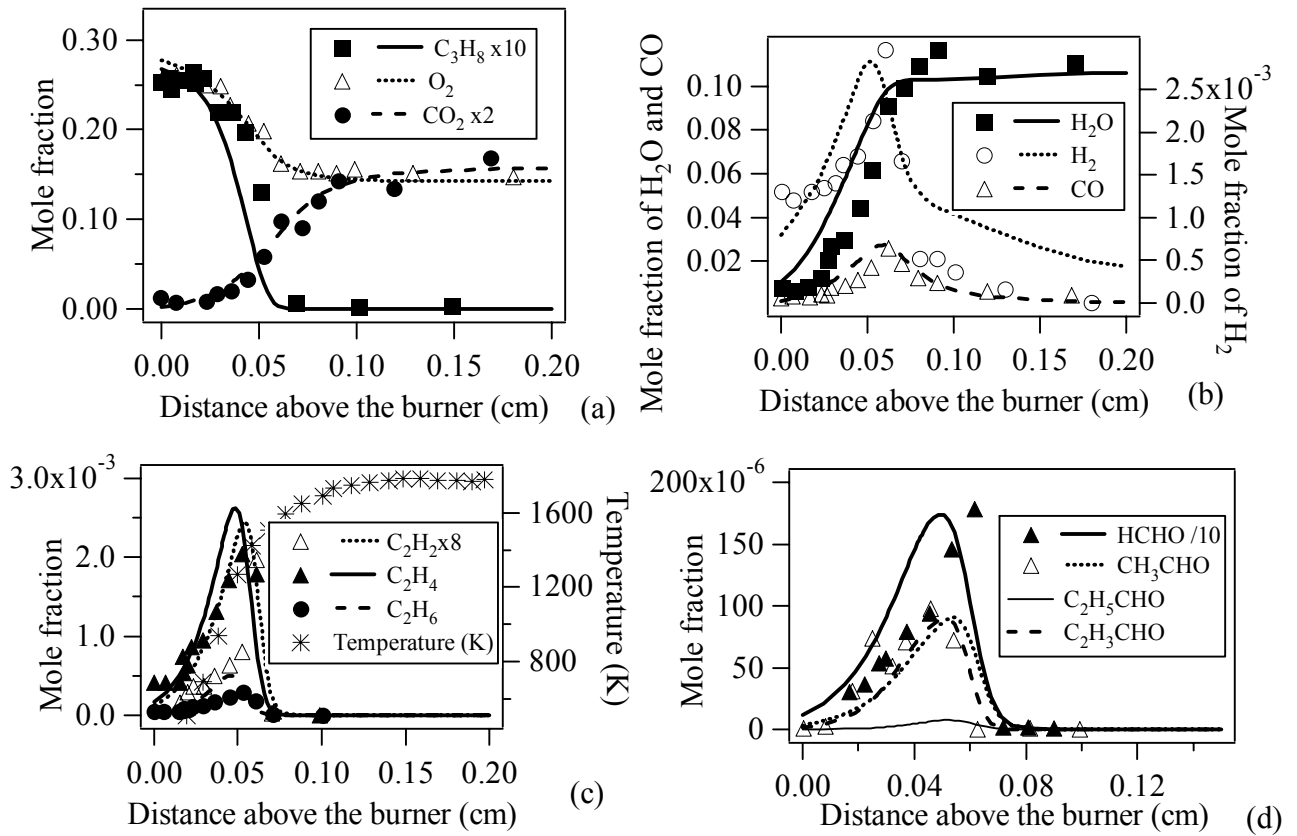 0.30
0.20
0.10
0.00
Mole fraction
C3H8 x10
O2
CO2 x2
0.00 0.05 0.10 0.15 0.20
Distance above the burner (cm)
(a)
0.10
0.08
0.06
0.04
0.02
Mole fraction of H2O and CO
H2O
H2
CO
2.5x10-3
2.0
1.5
1.0
0.5
0.0
Mole fraction of H2
0.00 0.05 0.10 0.15 0.20
Distance above the burner (cm)
(b)
3.0x10-3
2.0
1.0
0.0
Mole fraction
C2H2x8
C2H4
C2H6
Temperature (K)
1600
1200
800
Temperature (K)
0.00 0.05 0.10 0.15 0.20
Distance above the burner (cm)
(c)
200x10-6
150
100
50
0
Mole fraction
HCHO /10
CH3CHO
C2H5CHO
C2H3CHO
0.00 0.04 0.08 0.12
Distance above the burner (cm)
(d)